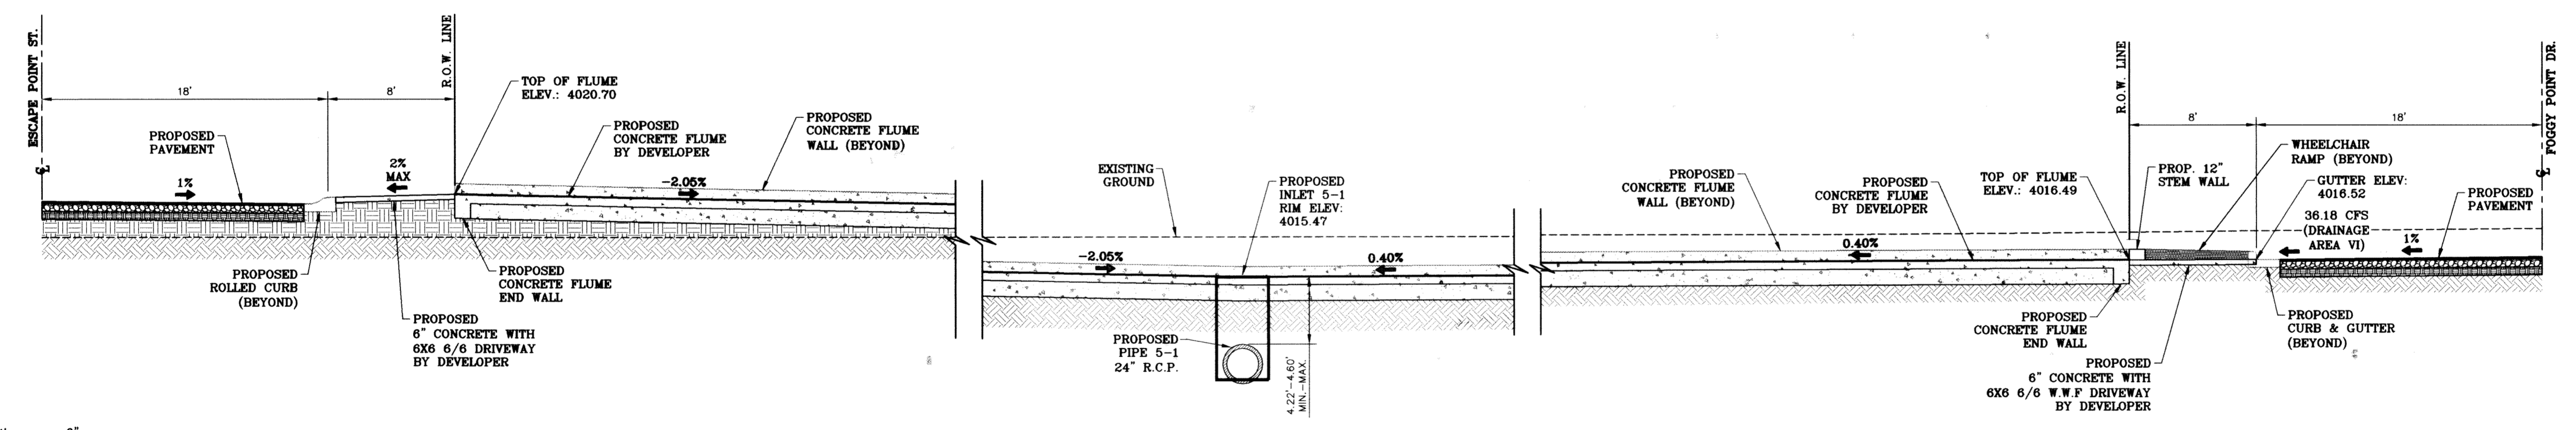 ESCAPE POINT ST.
℄
18'
8'
R.O.W. LINE
PROPOSED
PAVEMENT
1%
2%
MAX
TOP OF FLUME
ELEV.: 4020.70
PROPOSED
CONCRETE FLUME
BY DEVELOPER
PROPOSED
CONCRETE FLUME
WALL (BEYOND)
-2.05%
PROPOSED
ROLLED CURB
(BEYOND)
PROPOSED
CONCRETE FLUME
END WALL
PROPOSED
6" CONCRETE WITH
6X6 6/6 DRIVEWAY
BY DEVELOPER
EXISTING
GROUND
PROPOSED
INLET 5-1
RIM ELEV:
4015.47
-2.05%
0.40%
PROPOSED
PIPE 5-1
24" R.C.P.
4.22'-4.60'
MIN.-MAX.
PROPOSED
CONCRETE FLUME
WALL (BEYOND)
PROPOSED
CONCRETE FLUME
BY DEVELOPER
0.40%
TOP OF FLUME
ELEV.: 4016.49
R.O.W. LINE
8'
18'
PROP. 12"
STEM WALL
WHEELCHAIR
RAMP (BEYOND)
GUTTER ELEV:
4016.52
36.18 CFS
(DRAINAGE
AREA VI)
PROPOSED
PAVEMENT
1%
PROPOSED
CONCRETE FLUME
END WALL
PROPOSED
6" CONCRETE WITH
6X6 6/6 W.W.F DRIVEWAY
BY DEVELOPER
PROPOSED
CURB & GUTTER
(BEYOND)
℄
FOGGY POINT DR.